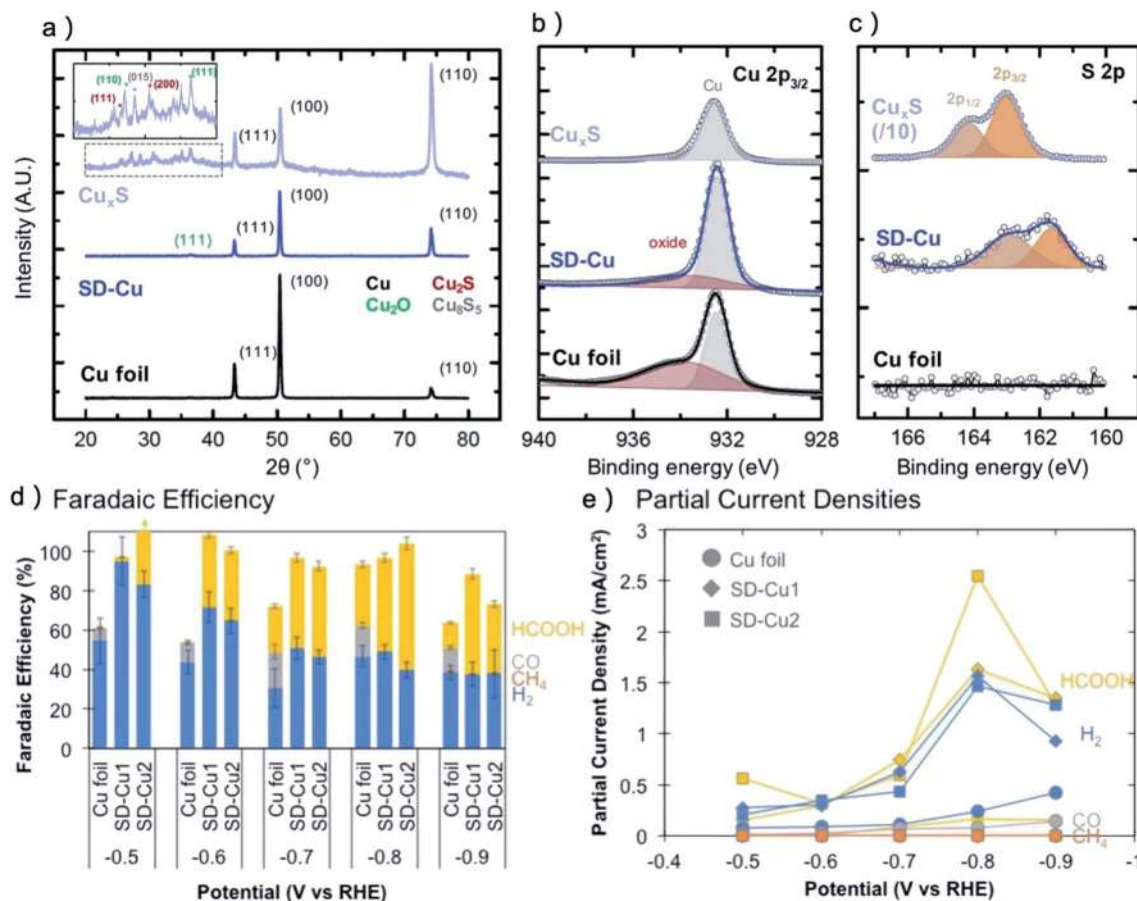 a )
(110) (015) (200) (111)
(111)
(110)
(100)
(111)
CuₓS
(100)
(110)
(111)
(111)
SD-Cu
(100)
Cu Cu₂S
Cu₂O Cu₈S₅
(111)
(110)
Cu foil
Intensity (A.U.)
20 30 40 50 60 70 80
2θ (°)
b )
Cu 2p3/2
Cu
CuₓS
oxide
SD-Cu
Cu foil
940 936 932 928
Binding energy (eV)
c )
S 2p
2p3/2
2p1/2
CuₓS
(/10)
SD-Cu
Cu foil
166 164 162 160
Binding energy (eV)
d ) Faradaic Efficiency
Faradaic Efficiency (%)
100
80
60
40
20
0
HCOOH
CO
CH₄
H₂
Cu foil
SD-Cu1
SD-Cu2
Cu foil
SD-Cu1
SD-Cu2
Cu foil
SD-Cu1
SD-Cu2
Cu foil
SD-Cu1
SD-Cu2
Cu foil
SD-Cu1
SD-Cu2
-0.5 -0.6 -0.7 -0.8 -0.9
Potential (V vs RHE)
e ) Partial Current Densities
Partial Current Density (mA/cm²)
3
2.5
2
1.5
1
0.5
0
Cu foil
SD-Cu1
SD-Cu2
HCOOH
H₂
CO
CH₄
-0.4 -0.5 -0.6 -0.7 -0.8 -0.9 -1
Potential (V vs RHE)